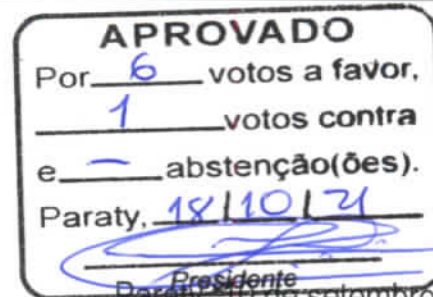 APROVADO
Por 6 votos a favor,
1 votos contra
e — abstenção(ões).
Paraty, 18/10/21
Presidente